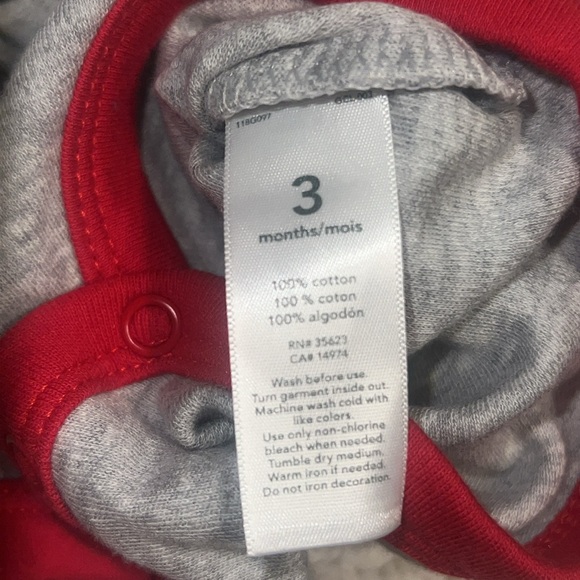 118G097
3
months/mois
100% cotton
100 % coton
100% algodón
RN# 35623
CA# 14974
Wash before use.
Turn garment inside out.
Machine wash cold with
like colors.
Use only non-chlorine
bleach when needed.
Tumble dry medium.
Warm iron if needed.
Do not iron decoration.